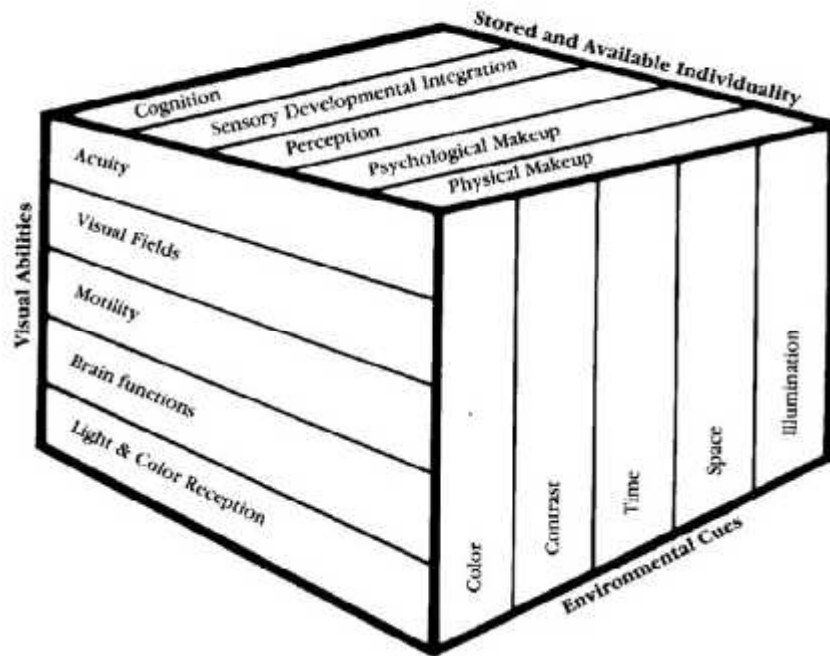 Stored and Available Individuality
Cognition
Sensory Developmental Integration
Perception
Psychological Makeup
Physical Makeup
Visual Abilities
Acuity
Visual Fields
Motility
Brain functions
Light & Color Reception
Color
Contrast
Time
Space
Illumination
Environmental Cues